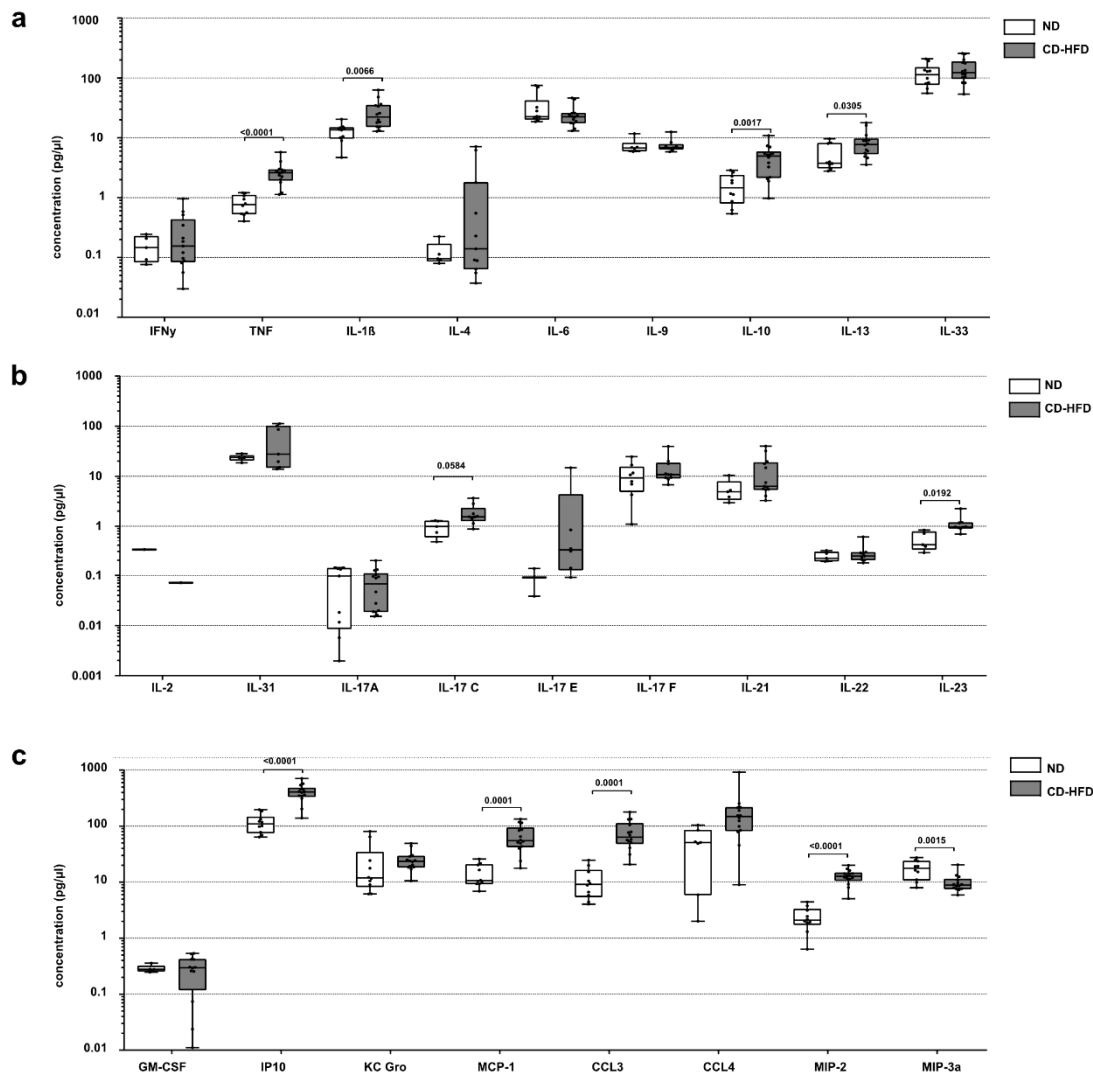 a
ND
CD-HFD
concentration (pg/µl)
1000
100
10
1
0.1
0.01
<0.0001
0.0066
0.0017
0.0305
IFNy TNF IL-1ß IL-4 IL-6 IL-9 IL-10 IL-13 IL-33
b
ND
CD-HFD
concentration (pg/µl)
1000
100
10
1
0.1
0.01
0.001
0.0584
0.0192
IL-2 IL-31 IL-17A IL-17 C IL-17 E IL-17 F IL-21 IL-22 IL-23
c
ND
CD-HFD
concentration (pg/µl)
1000
100
10
1
0.1
0.01
<0.0001
0.0001
0.0001
<0.0001
0.0015
GM-CSF IP10 KC Gro MCP-1 CCL3 CCL4 MIP-2 MIP-3a